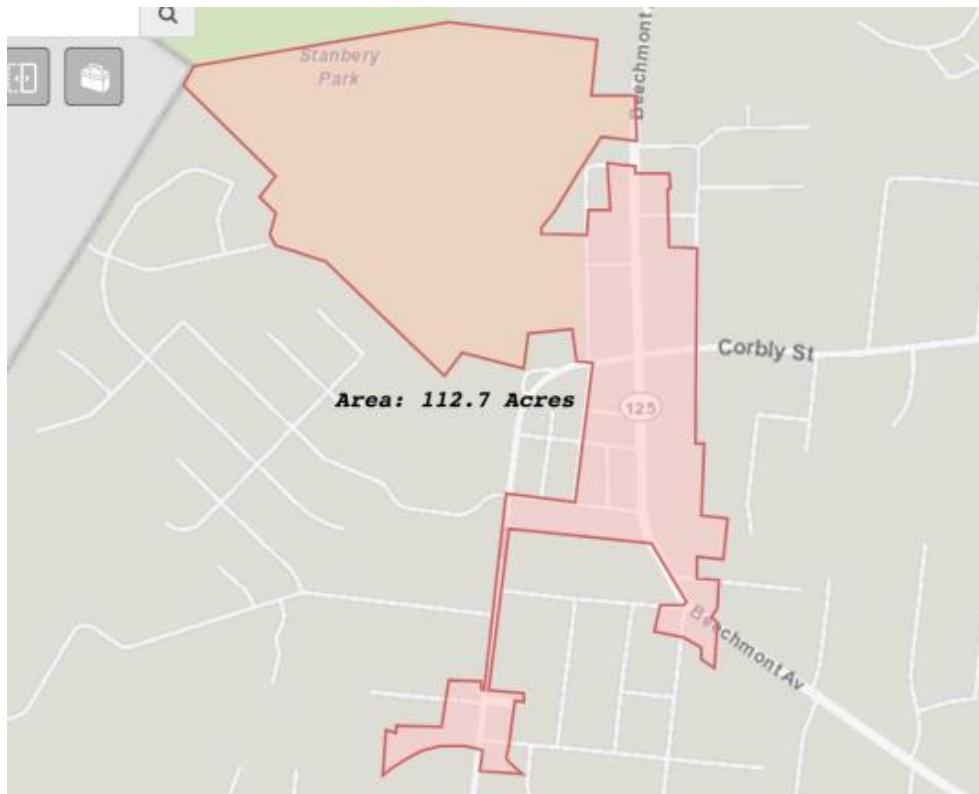 Beechmont
Stanbery
Park
Corbly St
Area: 112.7 Acres
125
Beechmont Av